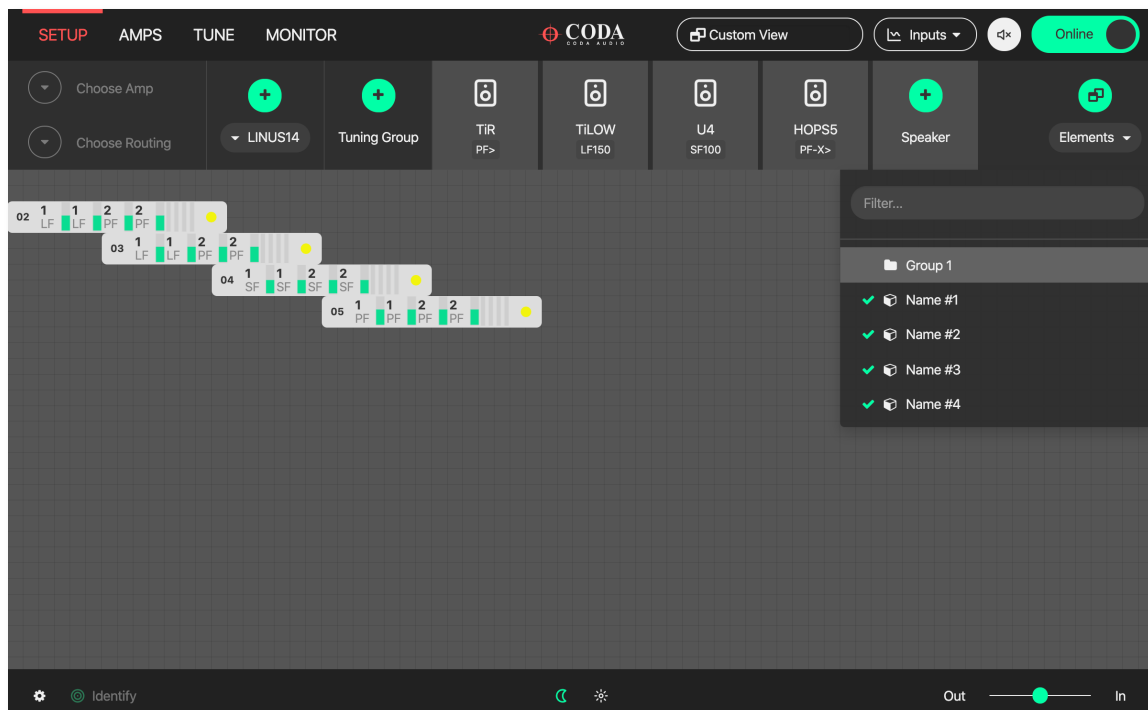 SETUP AMPS TUNE MONITOR CODA Custom View Inputs Online
CODA AUDIO
Choose Amp
Choose Routing
LINUS14
Tuning Group
TiR
PF>
TiLOW
LF150
U4
SF100
HOPS5
PF-X>
Speaker
Elements
Filter...
Group 1
Name #1
Name #2
Name #3
Name #4
02 1 LF 1 LF 2 PF 2 PF
03 1 LF 1 LF 2 PF 2 PF
04 1 SF 1 SF 2 SF 2 SF
05 1 PF 1 PF 2 PF 2 PF
Identify
Out In